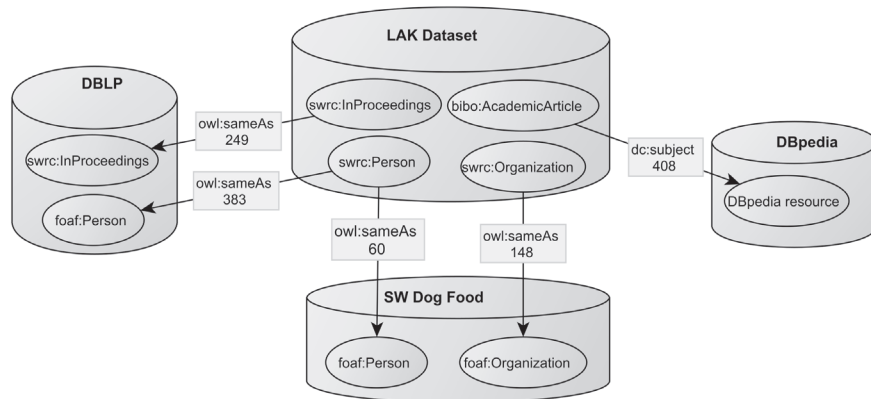 LAK Dataset
DBLP
swrc:InProceedings
bibo:AcademicArticle
owl:sameAs
249
swrc:InProceedings
swrc:Person
swrc:Organization
dc:subject
408
DBpedia
owl:sameAs
383
foaf:Person
DBpedia resource
owl:sameAs
60
owl:sameAs
148
SW Dog Food
foaf:Person
foaf:Organization